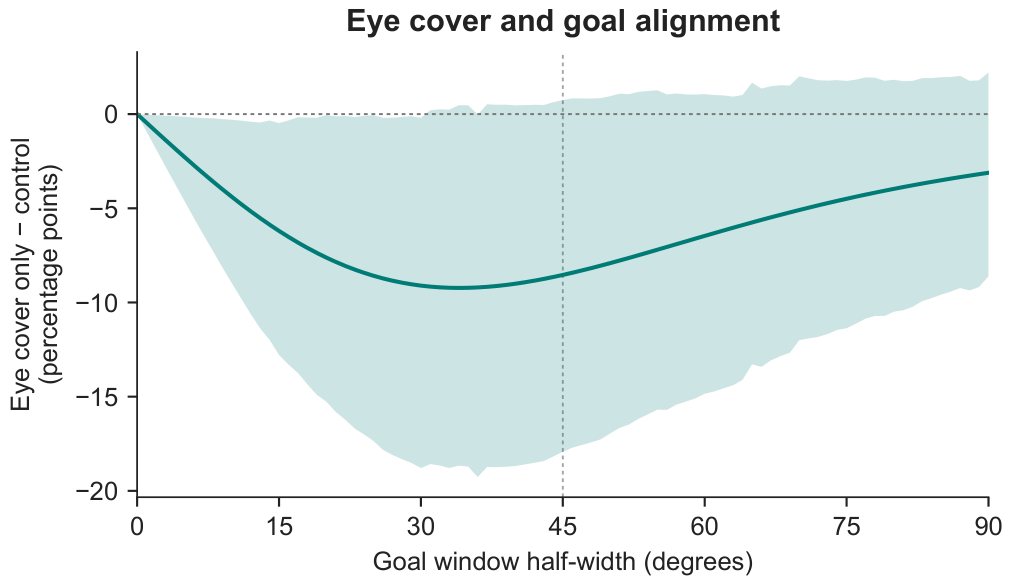 Eye cover and goal alignment
Eye cover only − control
(percentage points)
0
−5
−10
−15
−20
0 15 30 45 60 75 90
Goal window half-width (degrees)